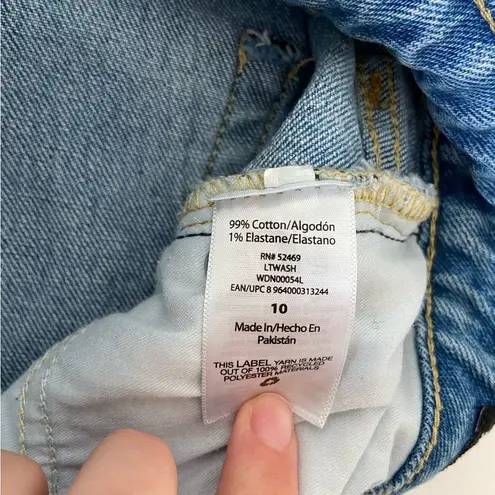 99% Cotton/Algodón
1% Elastane/Elastano
RN# 52469
LTWASH
WDN00054L
EAN/UPC 8 964000313244
10
Made In/Hecho En
Pakistán
THIS LABEL YARN IS MADE
OUT OF 100% RECYCLED
POLYESTER MATERIALS